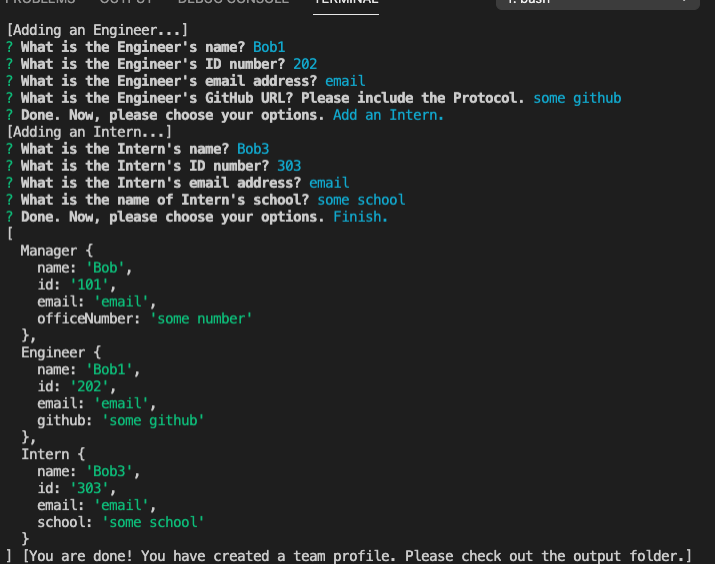 PROBLEMS OUTPUT DEBUG CONSOLE TERMINAL 1: bash
[Adding an Engineer...]
? What is the Engineer's name? Bob1
? What is the Engineer's ID number? 202
? What is the Engineer's email address? email
? What is the Engineer's GitHub URL? Please include the Protocol. some github
? Done. Now, please choose your options. Add an Intern.
[Adding an Intern...]
? What is the Intern's name? Bob3
? What is the Intern's ID number? 303
? What is the Intern's email address? email
? What is the name of Intern's school? some school
? Done. Now, please choose your options. Finish.
[
  Manager {
    name: 'Bob',
    id: '101',
    email: 'email',
    officeNumber: 'some number'
  },
  Engineer {
    name: 'Bob1',
    id: '202',
    email: 'email',
    github: 'some github'
  },
  Intern {
    name: 'Bob3',
    id: '303',
    email: 'email',
    school: 'some school'
  }
] [You are done! You have created a team profile. Please check out the output folder.]